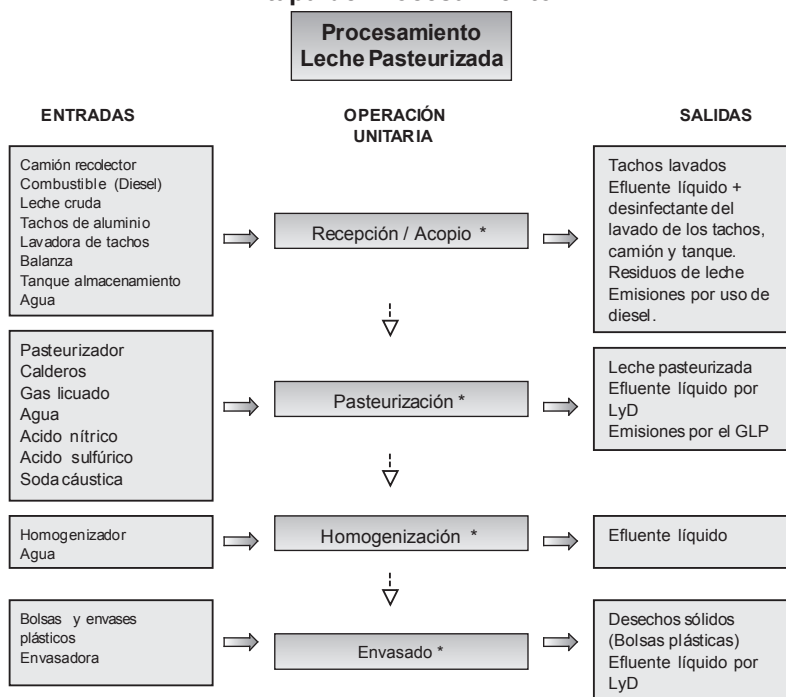 Procesamiento
Leche Pasteurizada
ENTRADAS
OPERACIÓN
UNITARIA
SALIDAS
Camión recolector
Combustible (Diesel)
Leche cruda
Tachos de aluminio
Lavadora de tachos
Balanza
Tanque almacenamiento
Agua
Recepción / Acopio *
Tachos lavados
Efluente líquido +
desinfectante del
lavado de los tachos,
camión y tanque.
Residuos de leche
Emisiones por uso de
diesel.
Pasteurizador
Calderos
Gas licuado
Agua
Acido nítrico
Acido sulfúrico
Soda cáustica
Pasteurización *
Leche pasteurizada
Efluente líquido por
LyD
Emisiones por el GLP
Homogenizador
Agua
Homogenización *
Efluente líquido
Bolsas y envases
plásticos
Envasadora
Envasado *
Desechos sólidos
(Bolsas plásticas)
Efluente líquido por
LyD